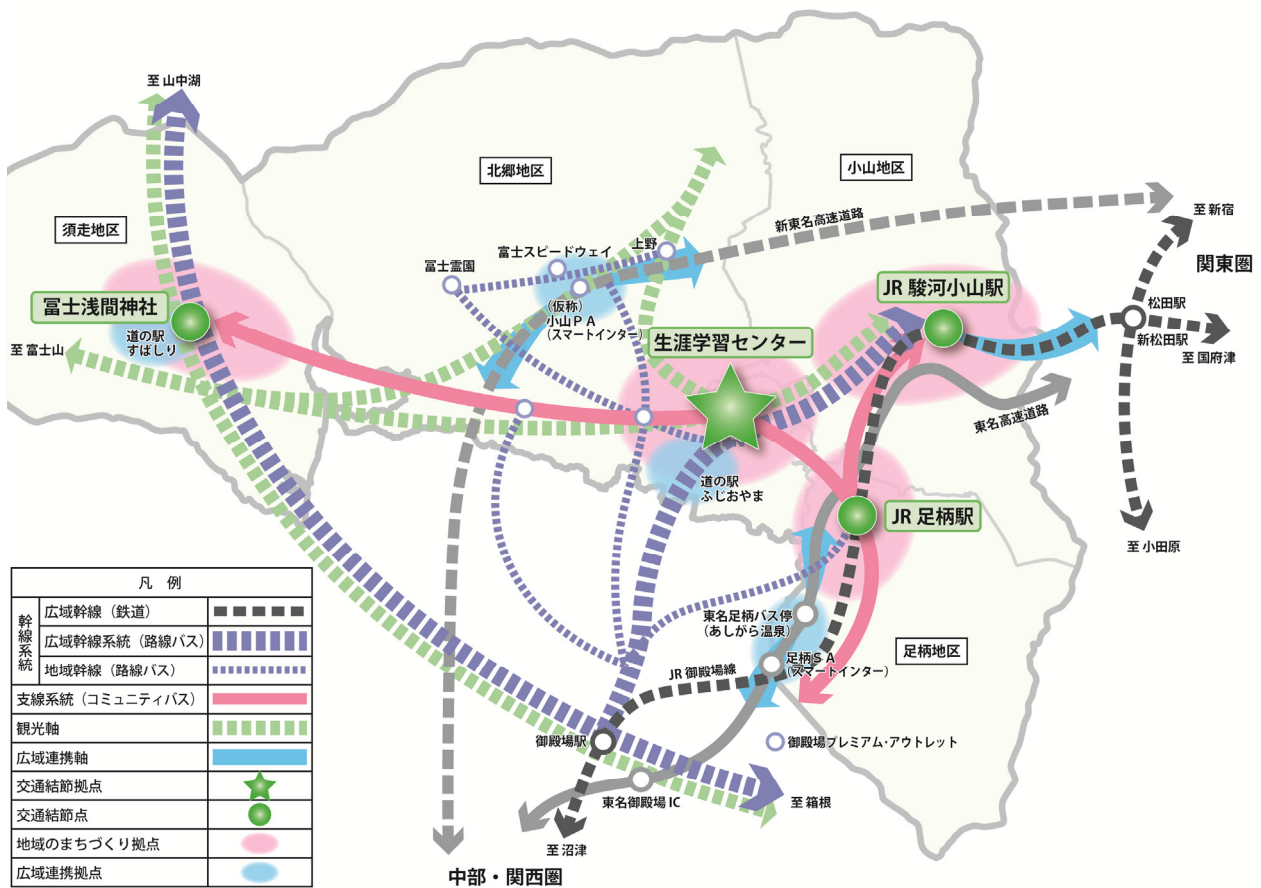 至 山中湖
北郷地区
小山地区
須走地区
新東名高速道路
至 新宿
関東圏
富士スピードウェイ
上野
冨士霊園
(仮称)
小山PA
(スマートインター)
JR 駿河小山駅
松田駅
新松田駅
至 国府津
冨士浅間神社
道の駅
すばしり
至 富士山
生涯学習センター
東名高速道路
道の駅
ふじおやま
JR 足柄駅
至 小田原
東名足柄バス停
(あしがら温泉)
足柄地区
足柄SA
(スマートインター)
JR 御殿場線
御殿場駅
御殿場プレミアム・アウトレット
東名御殿場 IC
至 箱根
至 沼津
中部・関西圏
凡 例
幹線系統
広域幹線(鉄道)
広域幹線系統(路線バス)
地域幹線(路線バス)
支線系統(コミュニティバス)
観光軸
広域連携軸
交通結節拠点
交通結節点
地域のまちづくり拠点
広域連携拠点